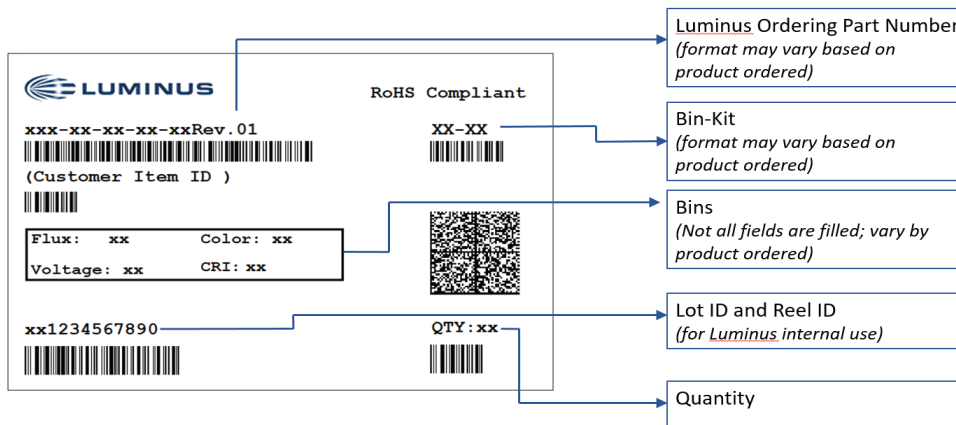 LUMINUS
RoHS Compliant
xxx-xx-xx-xx-xxRev.01
XX-XX
(Customer Item ID )
Flux: xx
Color: xx
Voltage: xx
CRI: xx
xx1234567890
QTY:xx
Luminus Ordering Part Number
(format may vary based on
product ordered)
Bin-Kit
(format may vary based on
product ordered)
Bins
(Not all fields are filled; vary by
product ordered)
Lot ID and Reel ID
(for Luminus internal use)
Quantity